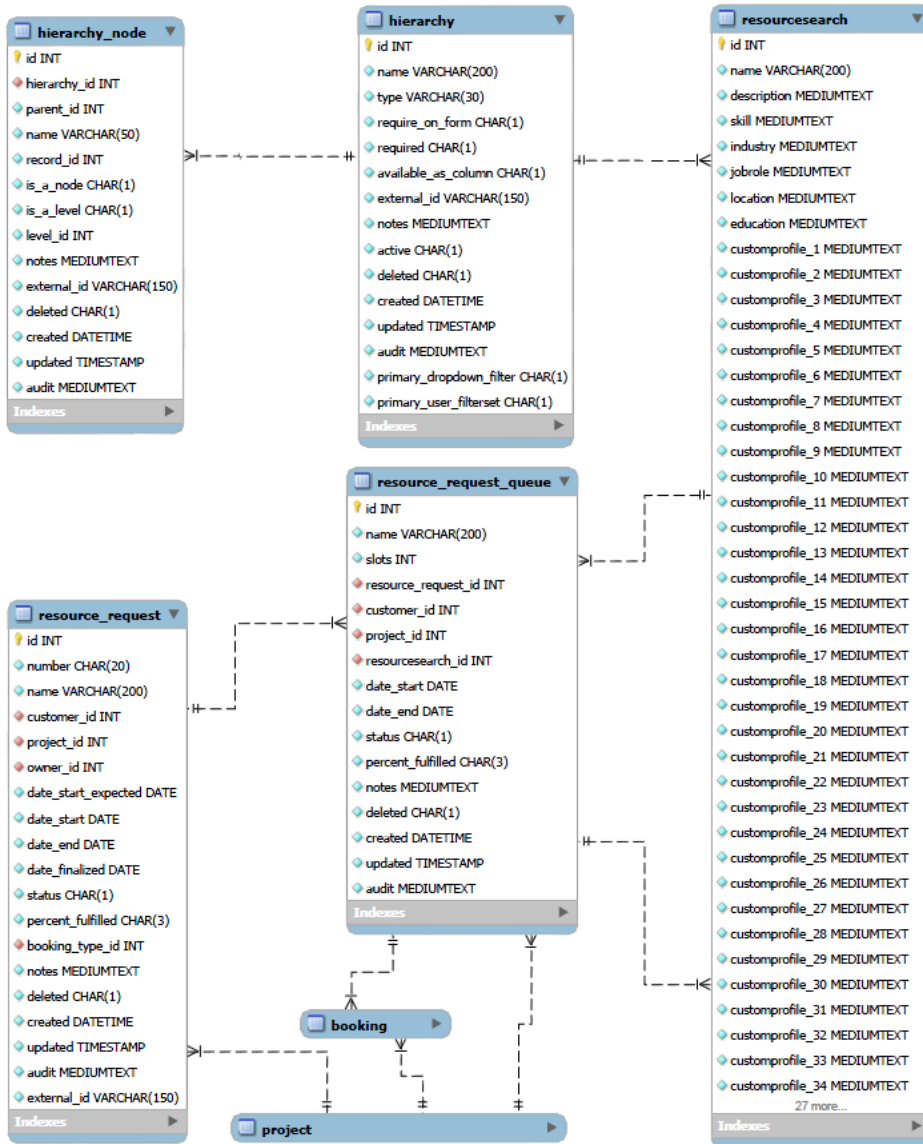 hierarchy_node
id INT
hierarchy_id INT
parent_id INT
name VARCHAR(50)
record_id INT
is_a_node CHAR(1)
is_a_level CHAR(1)
level_id INT
notes MEDIUMTEXT
external_id VARCHAR(150)
deleted CHAR(1)
created DATETIME
updated TIMESTAMP
audit MEDIUMTEXT
Indexes
hierarchy
id INT
name VARCHAR(200)
type VARCHAR(30)
require_on_form CHAR(1)
required CHAR(1)
available_as_column CHAR(1)
external_id VARCHAR(150)
notes MEDIUMTEXT
active CHAR(1)
deleted CHAR(1)
created DATETIME
updated TIMESTAMP
audit MEDIUMTEXT
primary_dropdown_filter CHAR(1)
primary_user_filterset CHAR(1)
Indexes
resourcesearch
id INT
name VARCHAR(200)
description MEDIUMTEXT
skill MEDIUMTEXT
industry MEDIUMTEXT
jobrole MEDIUMTEXT
location MEDIUMTEXT
education MEDIUMTEXT
customprofile_1 MEDIUMTEXT
customprofile_2 MEDIUMTEXT
customprofile_3 MEDIUMTEXT
customprofile_4 MEDIUMTEXT
customprofile_5 MEDIUMTEXT
customprofile_6 MEDIUMTEXT
customprofile_7 MEDIUMTEXT
customprofile_8 MEDIUMTEXT
customprofile_9 MEDIUMTEXT
customprofile_10 MEDIUMTEXT
customprofile_11 MEDIUMTEXT
customprofile_12 MEDIUMTEXT
customprofile_13 MEDIUMTEXT
customprofile_14 MEDIUMTEXT
customprofile_15 MEDIUMTEXT
customprofile_16 MEDIUMTEXT
customprofile_17 MEDIUMTEXT
customprofile_18 MEDIUMTEXT
customprofile_19 MEDIUMTEXT
customprofile_20 MEDIUMTEXT
customprofile_21 MEDIUMTEXT
customprofile_22 MEDIUMTEXT
customprofile_23 MEDIUMTEXT
customprofile_24 MEDIUMTEXT
customprofile_25 MEDIUMTEXT
customprofile_26 MEDIUMTEXT
customprofile_27 MEDIUMTEXT
customprofile_28 MEDIUMTEXT
customprofile_29 MEDIUMTEXT
customprofile_30 MEDIUMTEXT
customprofile_31 MEDIUMTEXT
customprofile_32 MEDIUMTEXT
customprofile_33 MEDIUMTEXT
customprofile_34 MEDIUMTEXT
27 more...
Indexes
resource_request_queue
id INT
name VARCHAR(200)
slots INT
resource_request_id INT
customer_id INT
project_id INT
resourcesearch_id INT
date_start DATE
date_end DATE
status CHAR(1)
percent_fulfilled CHAR(3)
notes MEDIUMTEXT
deleted CHAR(1)
created DATETIME
updated TIMESTAMP
audit MEDIUMTEXT
Indexes
resource_request
id INT
number CHAR(20)
name VARCHAR(200)
customer_id INT
project_id INT
owner_id INT
date_start_expected DATE
date_start DATE
date_end DATE
date_finalized DATE
status CHAR(1)
percent_fulfilled CHAR(3)
booking_type_id INT
notes MEDIUMTEXT
deleted CHAR(1)
created DATETIME
updated TIMESTAMP
audit MEDIUMTEXT
external_id VARCHAR(150)
Indexes
booking
project